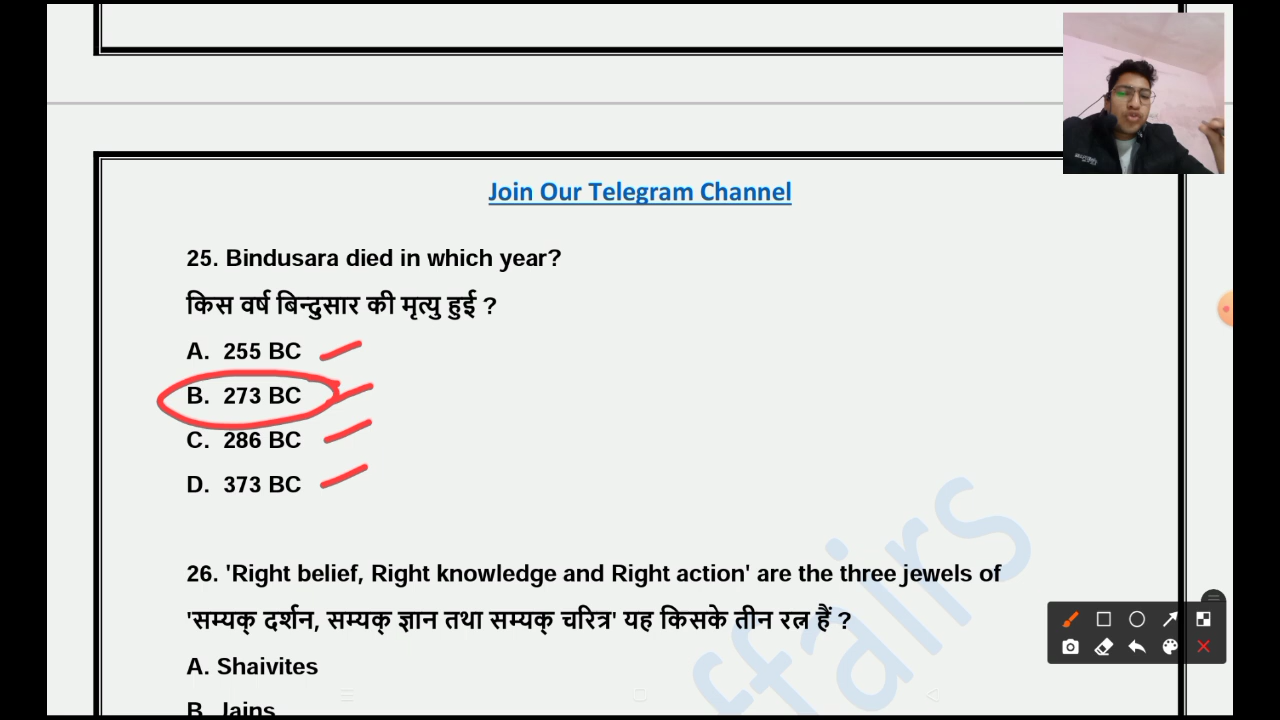 Join Our Telegram Channel
25. Bindusara died in which year?
किस वर्ष बिन्दुसार की मृत्यु हुई ?
A. 255 BC
B. 273 BC
C. 286 BC
D. 373 BC
26. 'Right belief, Right knowledge and Right action' are the three jewels of
'सम्यक् दर्शन, सम्यक् ज्ञान तथा सम्यक् चरित्र' यह किसके तीन रत्न हैं ?
A. Shaivites
B. Jains
ffairs